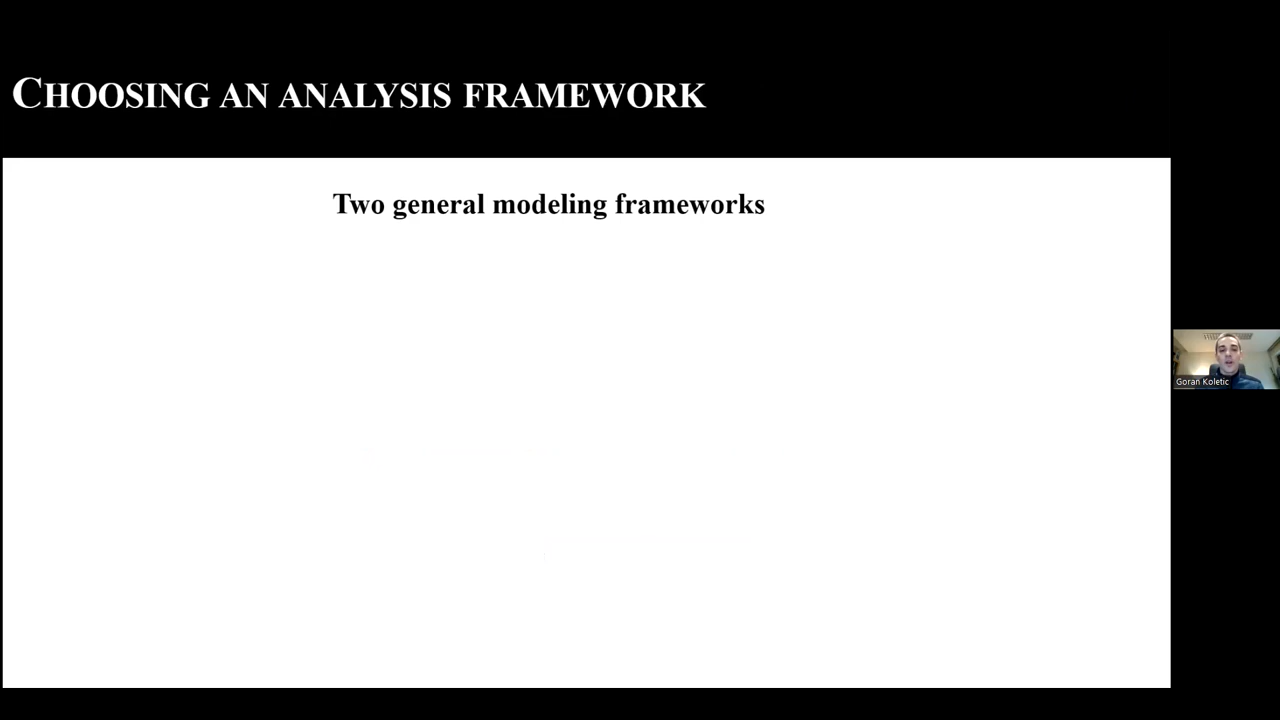 CHOOSING AN ANALYSIS FRAMEWORK
Two general modeling frameworks
Goran Koletic